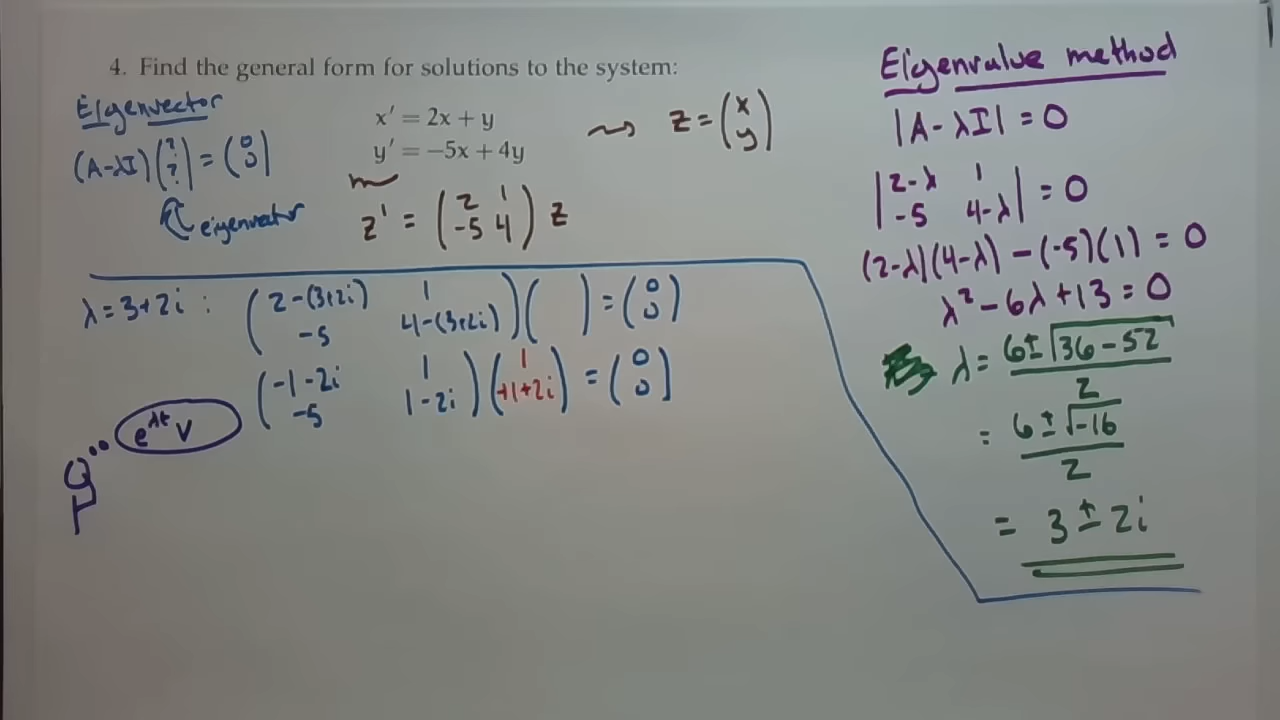 4. Find the general form for solutions to the system:
Eigenvector
(A-λI)(? ?) = (0 0)
eigenvector
x′ = 2x + y
y′ = −5x + 4y
z = (x y)
z' = (2 1 -5 4) z
Eigenvalue method
|A - λI| = 0
|2-λ 1 -5 4-λ| = 0
(2-λ)(4-λ) - (-5)(1) = 0
λ² - 6λ + 13 = 0
λ = 6 ± √36 - 52 / 2
= 6 ± √-16 / 2
= 3 ± 2i
λ = 3+2i : (2-(3+2i) 1 -5 4-(3+2i)) ( ) = (0 0)
(-1-2i 1 -5 1-2i) (1 +1+2i) = (0 0)
e^λt v